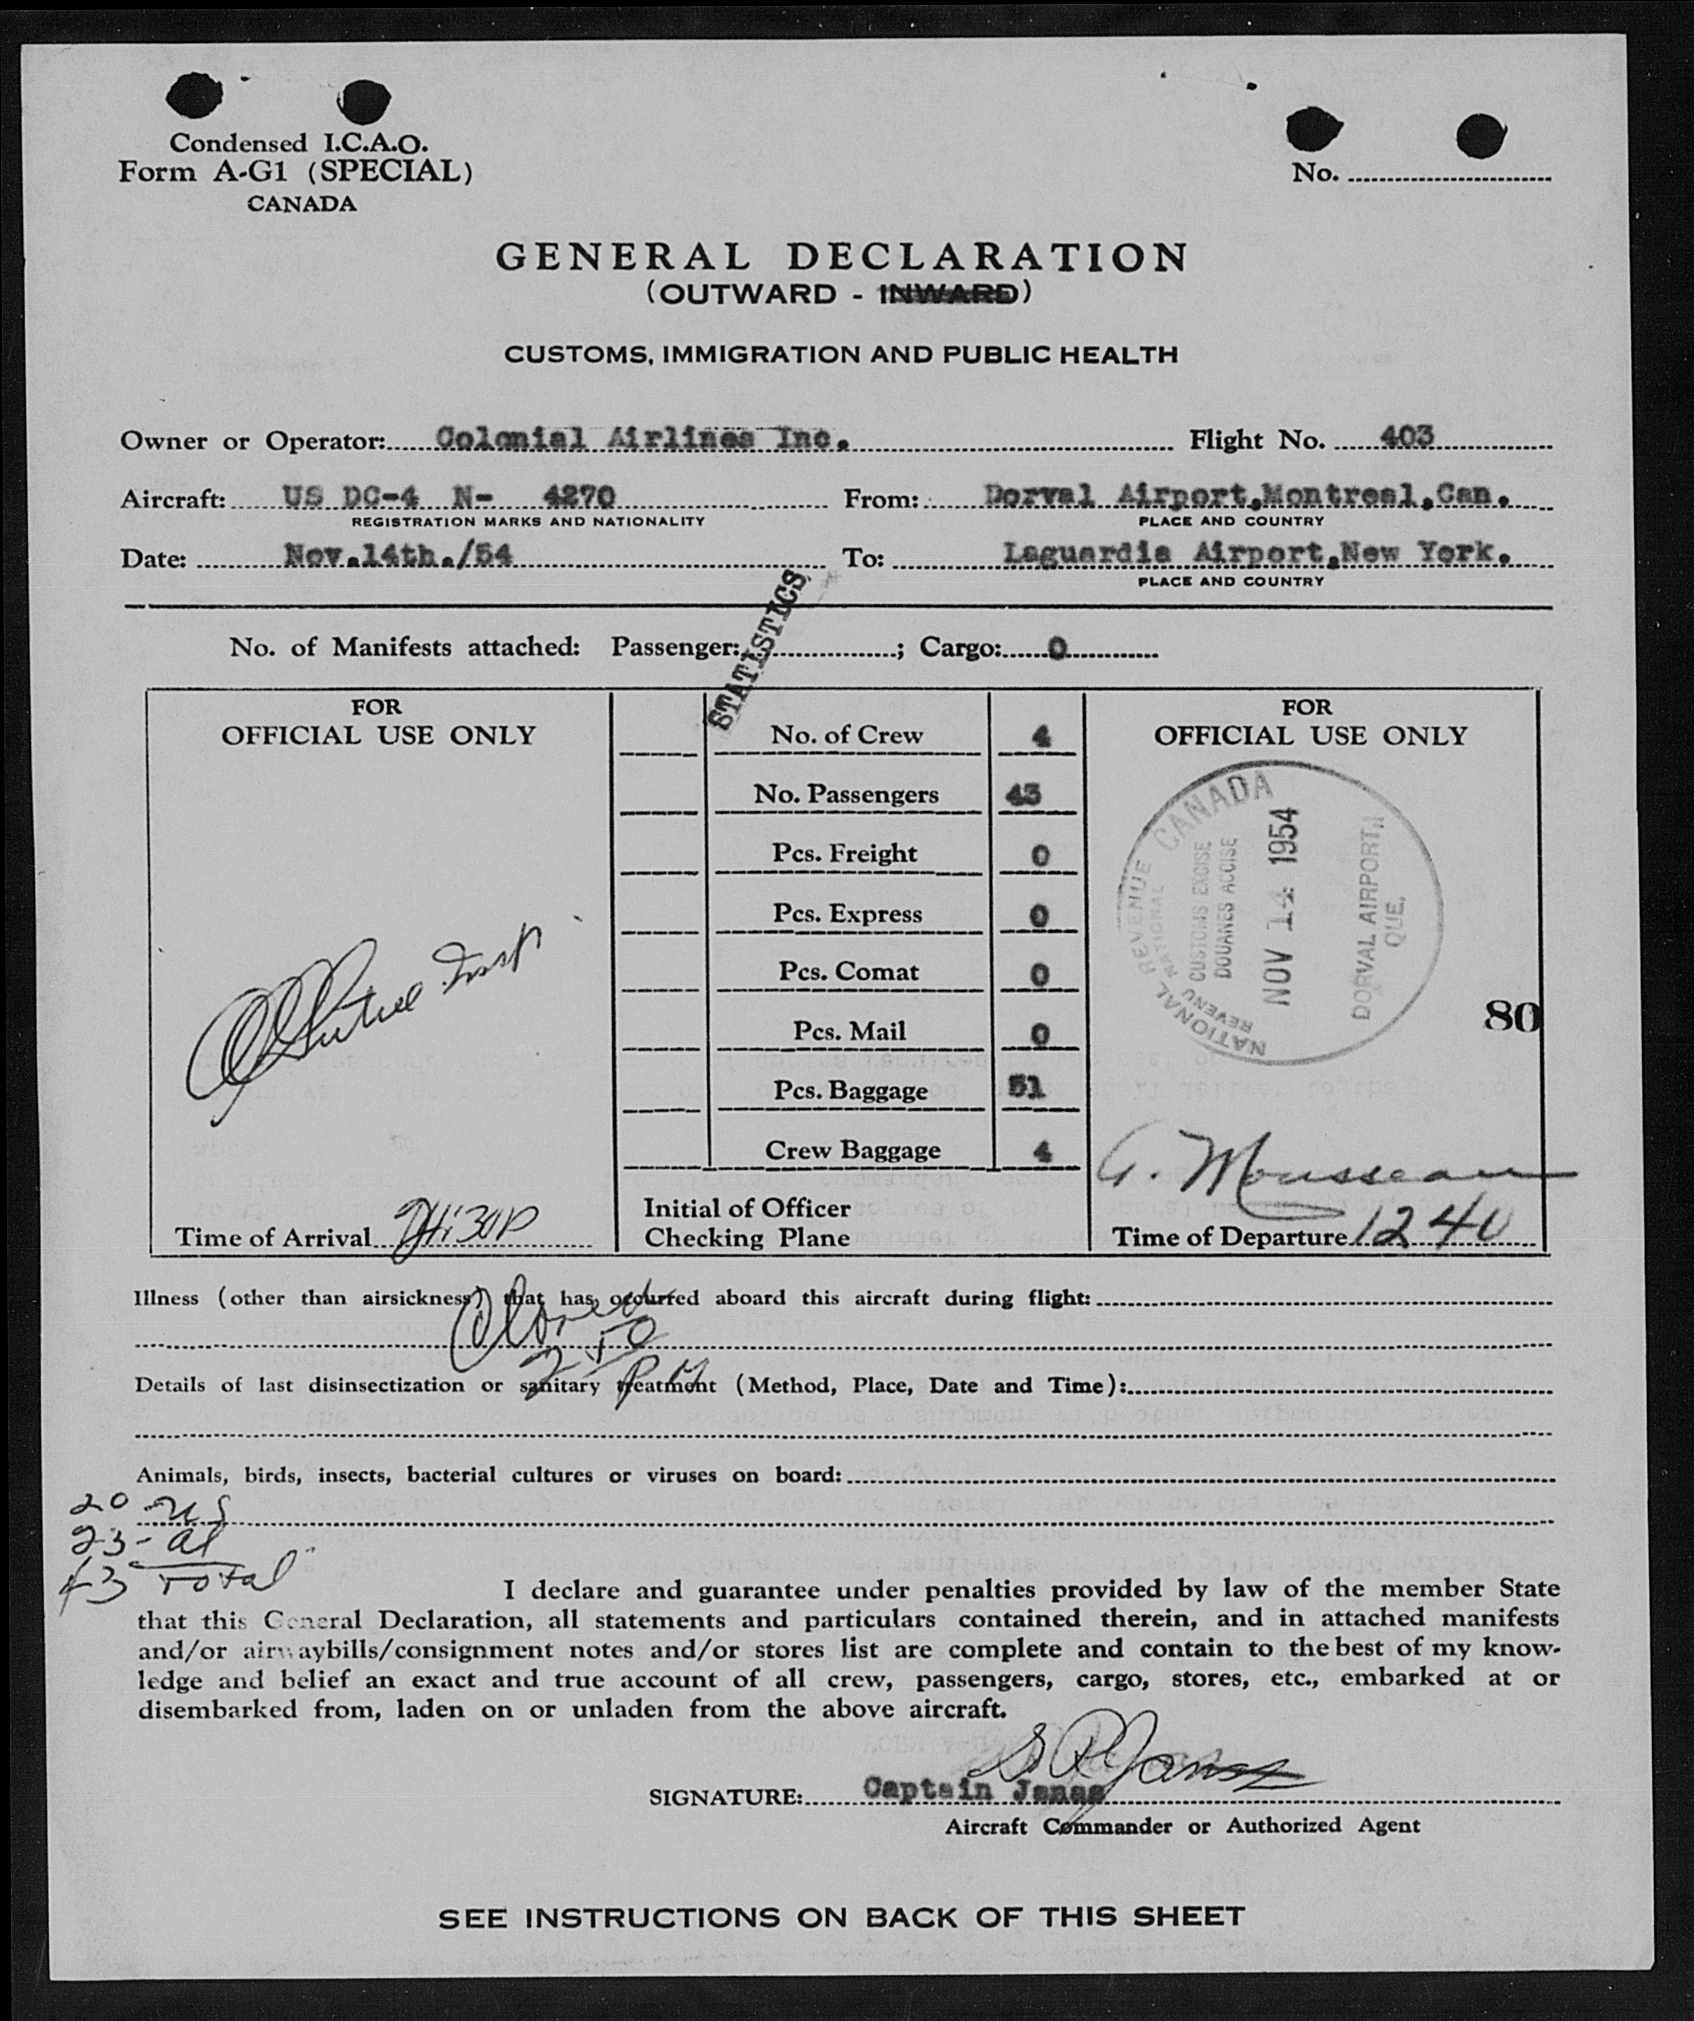 Condensed I.C.A.O.
Form A-G1 (SPECIAL)
CANADA
No.
GENERAL DECLARATION
(OUTWARD - INWARD)
CUSTOMS, IMMIGRATION AND PUBLIC HEALTH
Owner or Operator: Colonial Airlines Inc. Flight No. 403
Aircraft: US DC-4 N- 4270 From: Dorval Airport,Montreal,Can.
REGISTRATION MARKS AND NATIONALITY PLACE AND COUNTRY
Date: Nov.14th./54 To: Laguardia Airport,New York.
PLACE AND COUNTRY
STATISTICS
No. of Manifests attached: Passenger: ; Cargo: 0
FOR
OFFICIAL USE ONLY
No. of Crew 4
No. Passengers 43
Pcs. Freight 0
Pcs. Express 0
Pcs. Comat 0
Pcs. Mail 0
Pcs. Baggage 51
Crew Baggage 4
Initial of Officer
Checking Plane
Insp
Time of Arrival
FOR
OFFICIAL USE ONLY
CANADA
NATIONAL REVENUE
REVENU NATIONAL
CUSTOMS EXCISE
DOUANES ACCISE
NOV 14 1954
DORVAL AIRPORT
QUE.
80
G. Mousseau
Time of Departure 1240
Illness (other than airsickness) that has occurred aboard this aircraft during flight:
Cloned
2 50
PM
Details of last disinsectization or sanitary treatment (Method, Place, Date and Time):
Animals, birds, insects, bacterial cultures or viruses on board:
20 - US
23 - al
43 Total
I declare and guarantee under penalties provided by law of the member State
that this General Declaration, all statements and particulars contained therein, and in attached manifests
and/or airwaybills/consignment notes and/or stores list are complete and contain to the best of my know-
ledge and belief an exact and true account of all crew, passengers, cargo, stores, etc., embarked at or
disembarked from, laden on or unladen from the above aircraft.
SIGNATURE: Captain Janas
Aircraft Commander or Authorized Agent
SEE INSTRUCTIONS ON BACK OF THIS SHEET